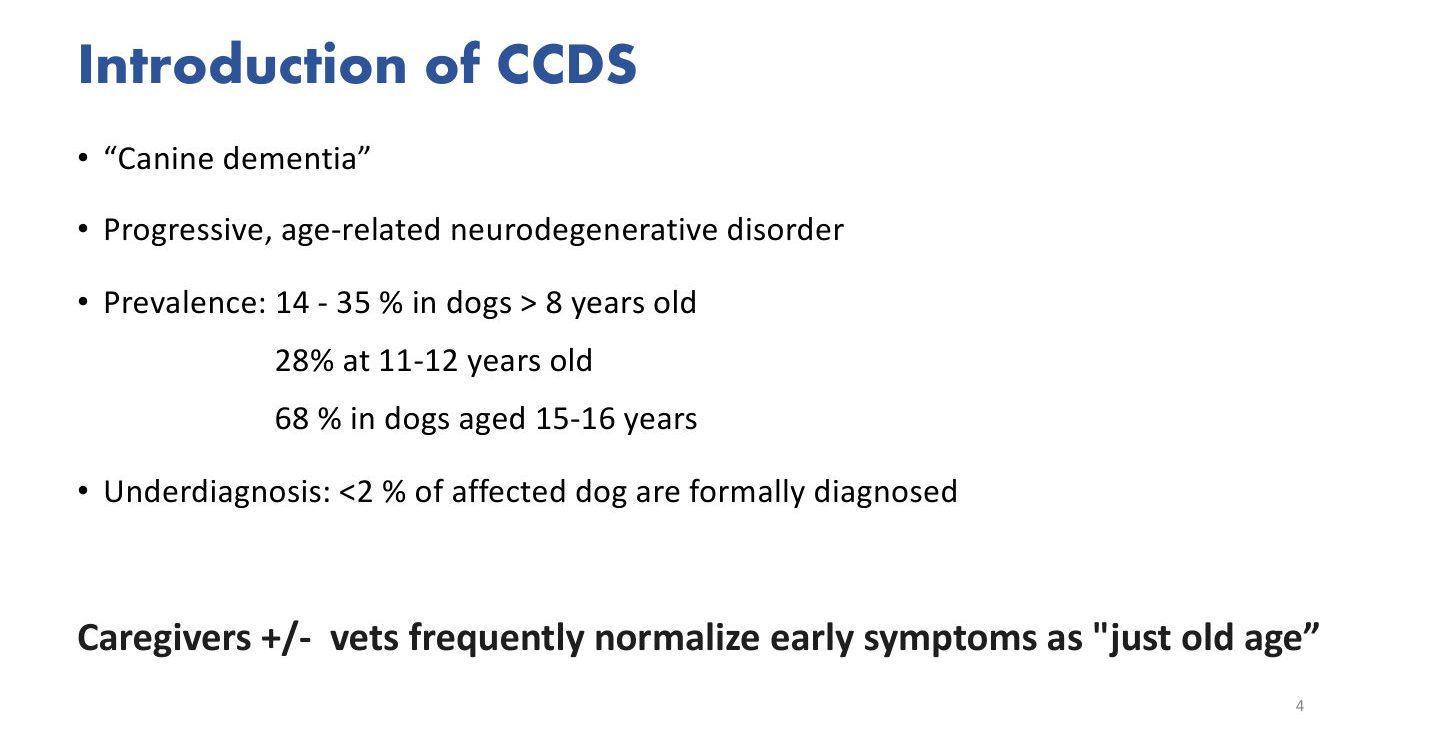 Introduction of CCDS
• “Canine dementia”
• Progressive, age-related neurodegenerative disorder
• Prevalence: 14 - 35 % in dogs > 8 years old
28% at 11-12 years old
68 % in dogs aged 15-16 years
• Underdiagnosis: <2 % of affected dog are formally diagnosed
Caregivers +/-  vets frequently normalize early symptoms as "just old age”
4